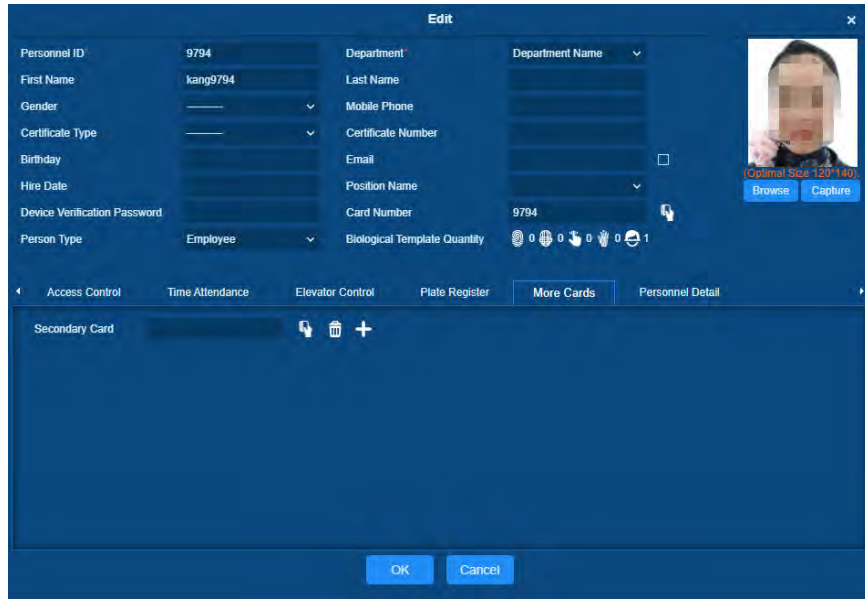 Edit ×
Personnel ID* 9794 Department* Department Name
First Name kang9794 Last Name
Gender --------- Mobile Phone
Certificate Type --------- Certificate Number
Birthday Email
(Optimal Size 120*140).
Hire Date Position Name
Browse Capture
Device Verification Password Card Number 9794
Person Type Employee Biological Template Quantity 0 0 0 0 1
Access Control Time Attendance Elevator Control Plate Register More Cards Personnel Detail
Secondary Card
OK Cancel